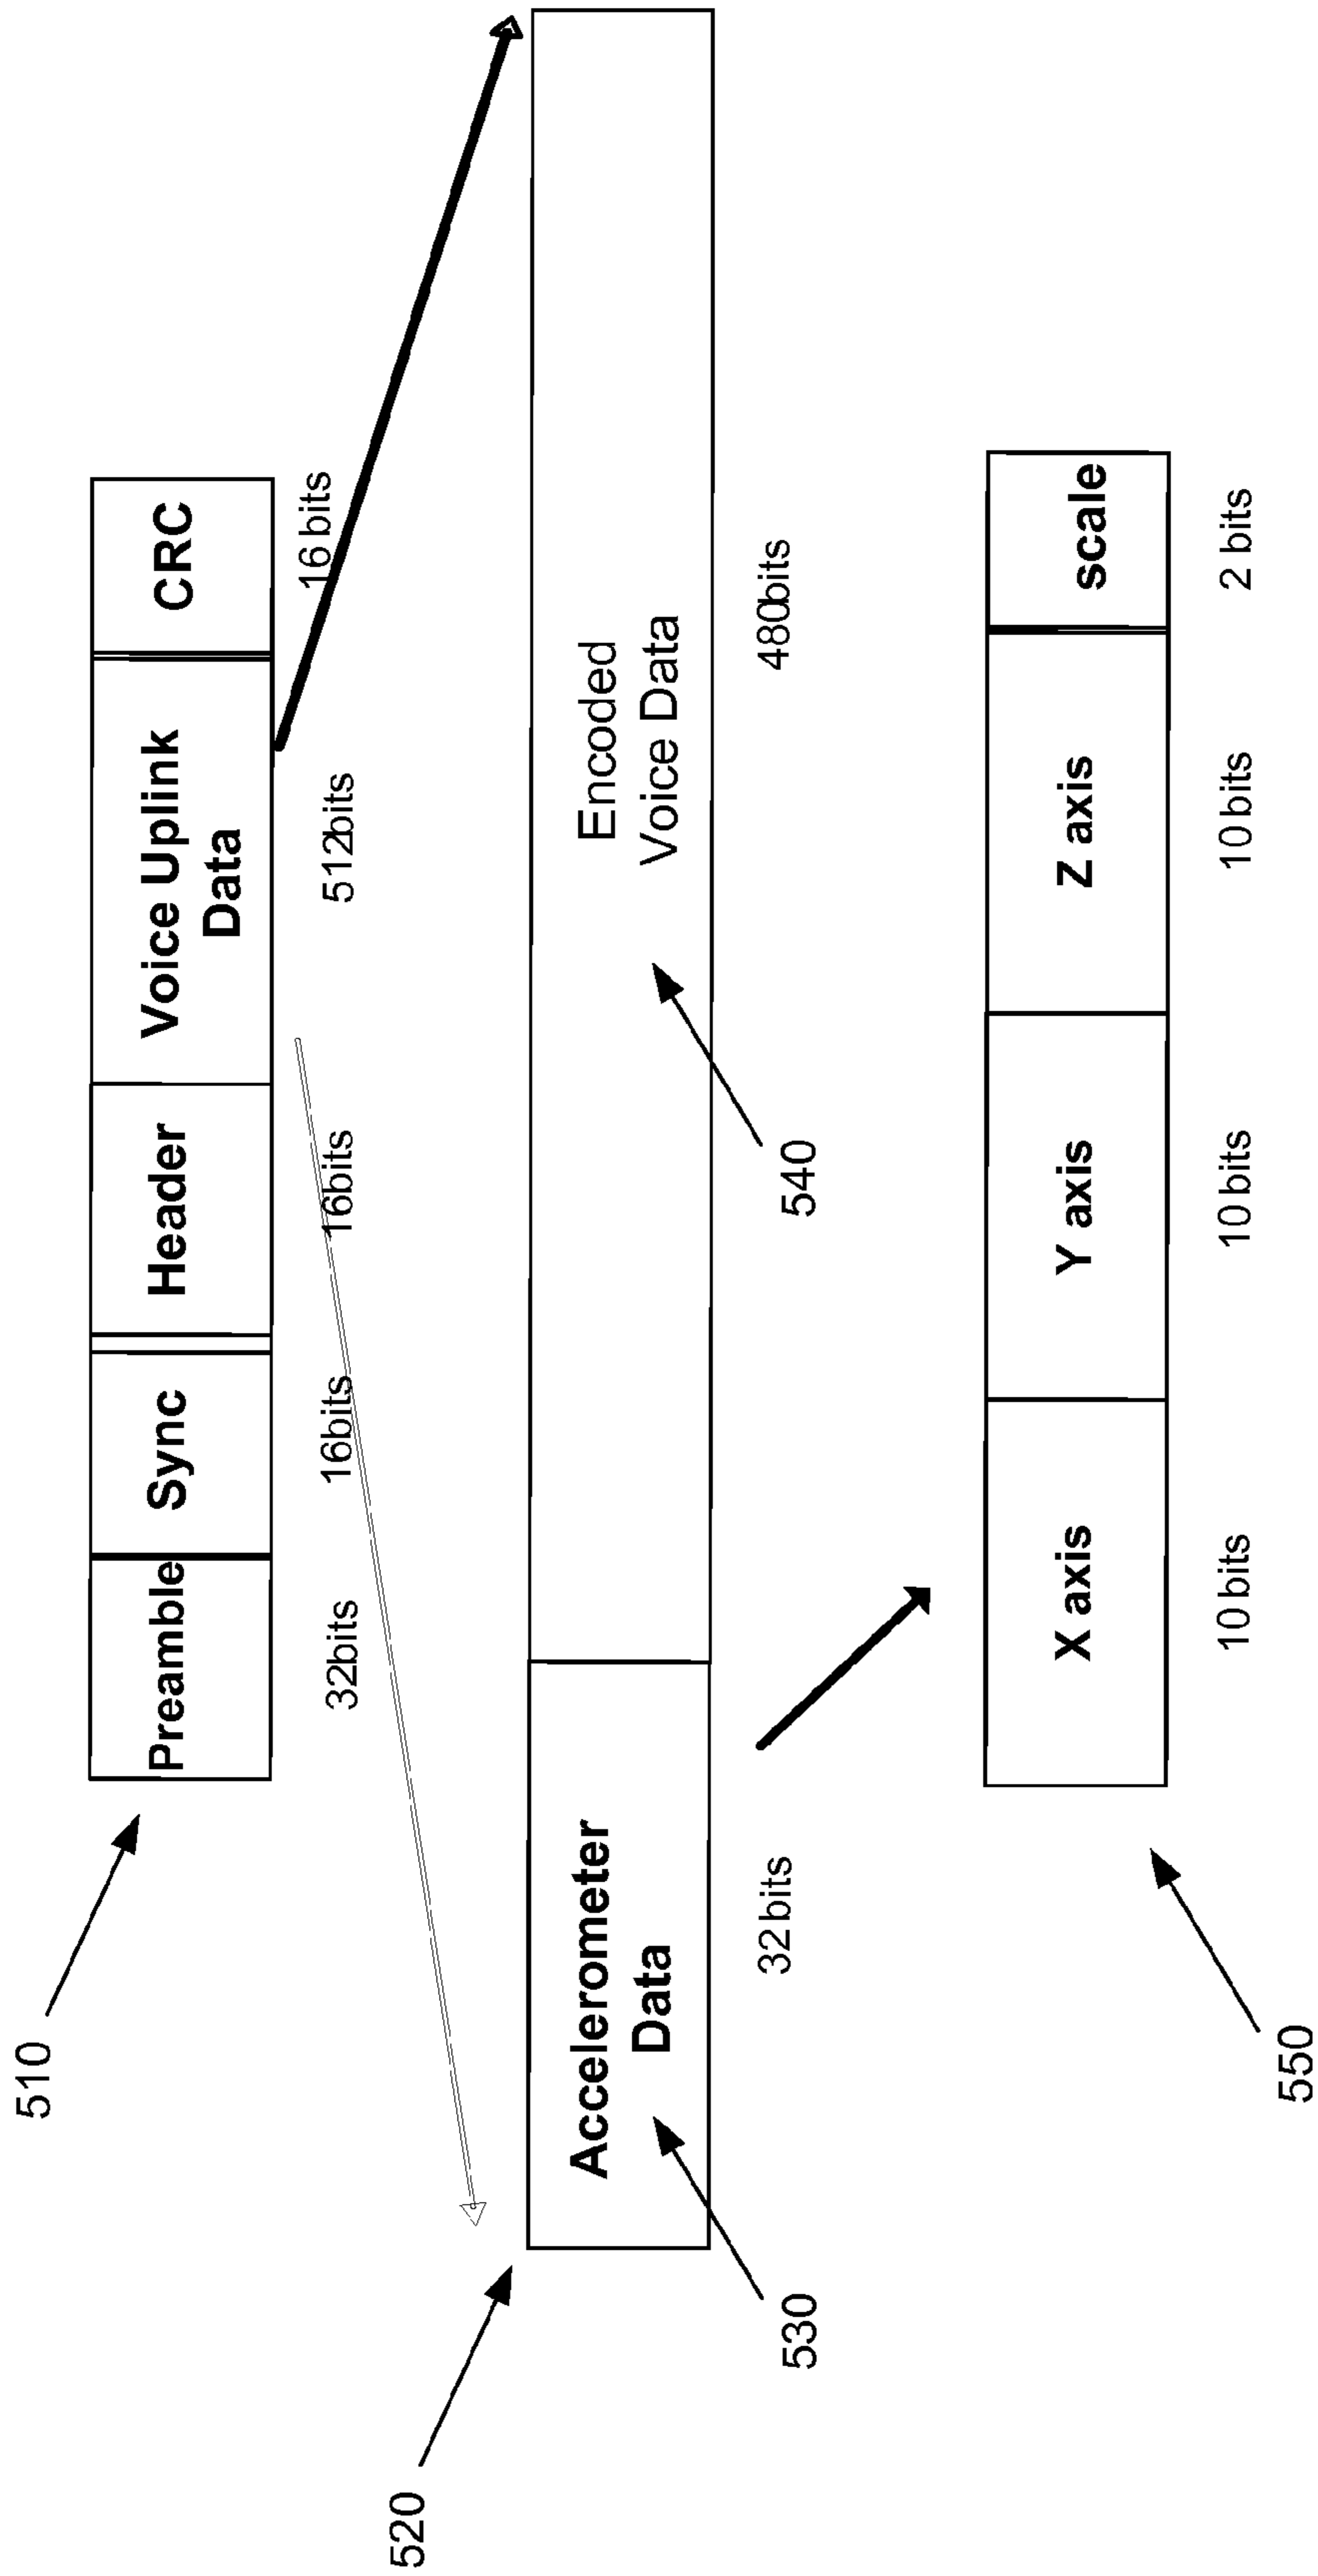 510
Preamble
Sync
Header
Voice Uplink
Data
CRC
32bits
16bits
16bits
512bits
16 bits
520
Accelerometer
Data
Encoded
Voice Data
530
32 bits
540
480bits
550
X axis
Y axis
Z axis
scale
10 bits
10 bits
10 bits
2 bits